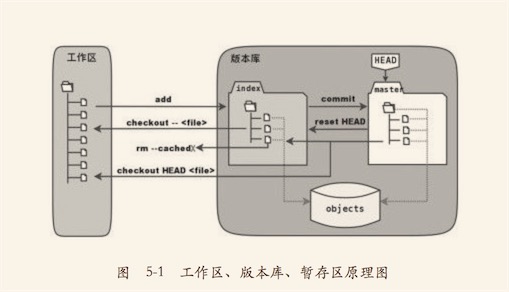 工作区
版本库
HEAD
index
master
add
commit
checkout -- <file>
reset HEAD
rm --cached
checkout HEAD <file>
objects
图 5-1 工作区、版本库、暂存区原理图